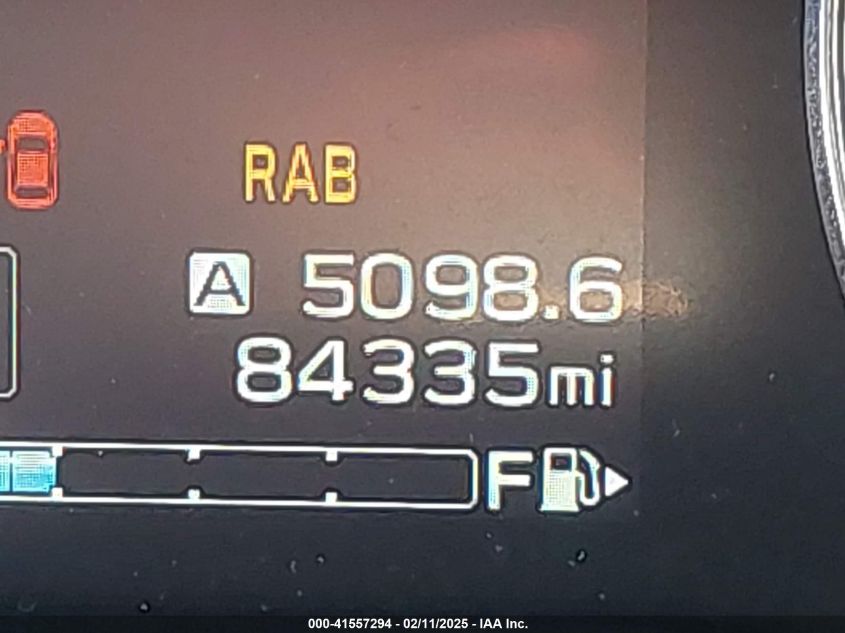 RAB
A 5098.6
84335mi
F
000-41557294 - 02/11/2025 - IAA Inc.